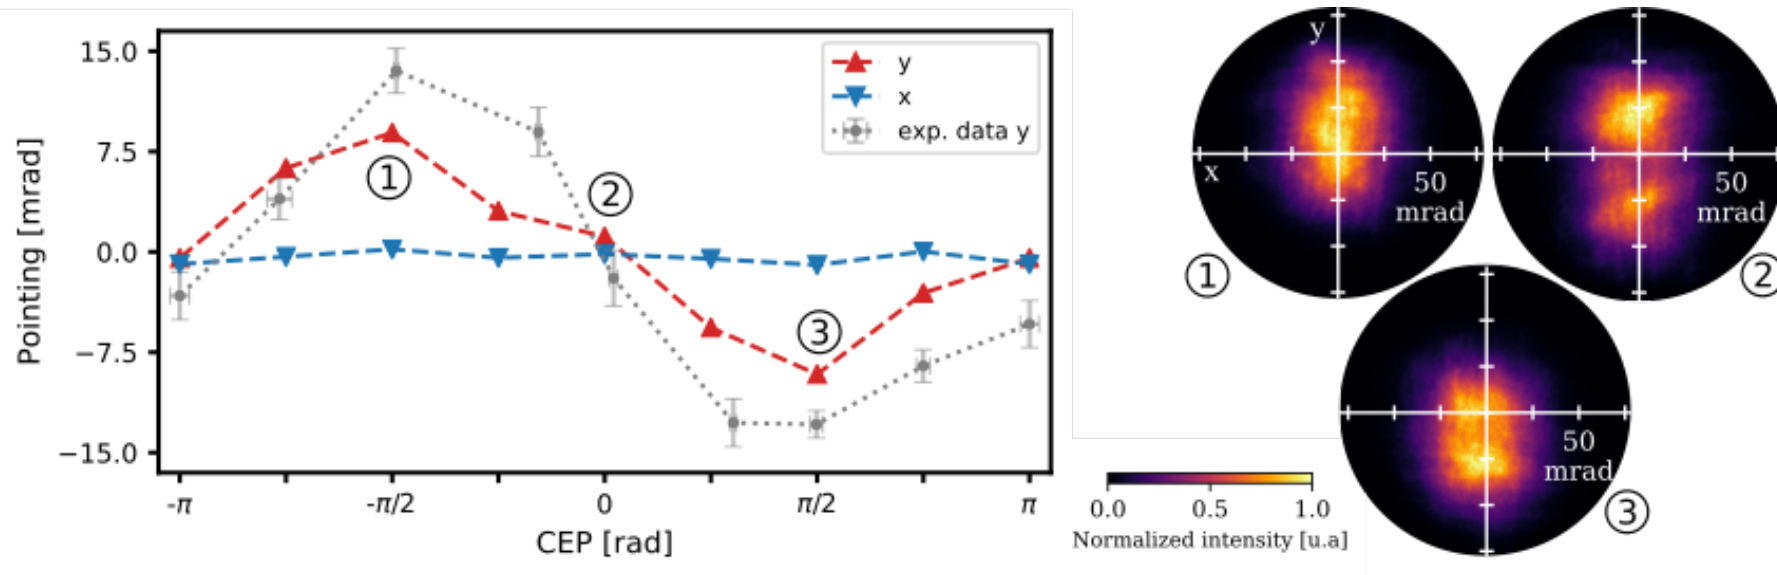 15.0
7.5
0.0
−7.5
−15.0
Pointing [mrad]
-π
-π/2
0
π/2
π
CEP [rad]
y
x
exp. data y
①
②
③
y
x
50
mrad
①
50
mrad
②
50
mrad
③
0.0 0.5 1.0
Normalized intensity [u.a]